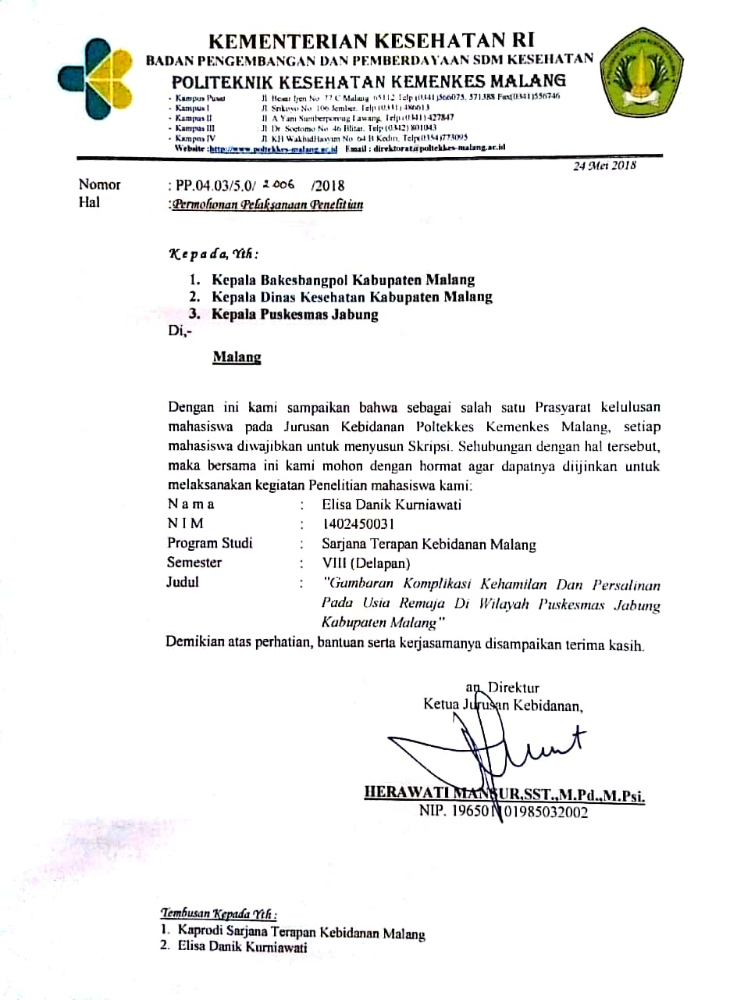 KEMENTERIAN KESEHATAN RI
BADAN PENGEMBANGAN DAN PEMBERDAYAAN SDM KESEHATAN
POLITEKNIK KESEHATAN KEMENKES MALANG
- Kampus Pusat Jl. Besar Ijen No. 77 C Malang 65112 Telp (0341)566075, 571388 Fax(0341)556746
- Kampus I Jl. Srikoyo No. 106 Jember, Telp (0331) 486613
- Kampus II Jl. A Yani Sumberporong Lawang, Telp (0341) 427847
- Kampus III Jl. Dr. Soetomo No. 46 Blitar, Telp (0342) 801043
- Kampus IV Jl. KH WakhidHasyim No. 64 B Kediri, Telp(0354)773095
Website :http://www.poltekkes-malang.ac.id Email : direktorat@poltekkes-malang.ac.id
24 Mei 2018
Nomor : PP.04.03/5.0/ 2006 /2018
Hal :Permohonan Pelaksanaan Penelitian
Kepada, Yth :
1. Kepala Bakesbangpol Kabupaten Malang
2. Kepala Dinas Kesehatan Kabupaten Malang
3. Kepala Puskesmas Jabung
Di,-
Malang
Dengan ini kami sampaikan bahwa sebagai salah satu Prasyarat kelulusan
mahasiswa pada Jurusan Kebidanan Poltekkes Kemenkes Malang, setiap
mahasiswa diwajibkan untuk menyusun Skripsi. Sehubungan dengan hal tersebut,
maka bersama ini kami mohon dengan hormat agar dapatnya diijinkan untuk
melaksanakan kegiatan Penelitian mahasiswa kami:
N a m a : Elisa Danik Kurniawati
N I M : 1402450031
Program Studi : Sarjana Terapan Kebidanan Malang
Semester : VIII (Delapan)
Judul : "Gambaran Komplikasi Kehamilan Dan Persalinan
Pada Usia Remaja Di Wilayah Puskesmas Jabung
Kabupaten Malang"
Demikian atas perhatian, bantuan serta kerjasamanya disampaikan terima kasih.
an. Direktur
Ketua Jurusan Kebidanan,
HERAWATI MANSUR,SST.,M.Pd.,M.Psi.
NIP. 196501101985032002
Tembusan Kepada Yth :
1. Kaprodi Sarjana Terapan Kebidanan Malang
2. Elisa Danik Kurniawati